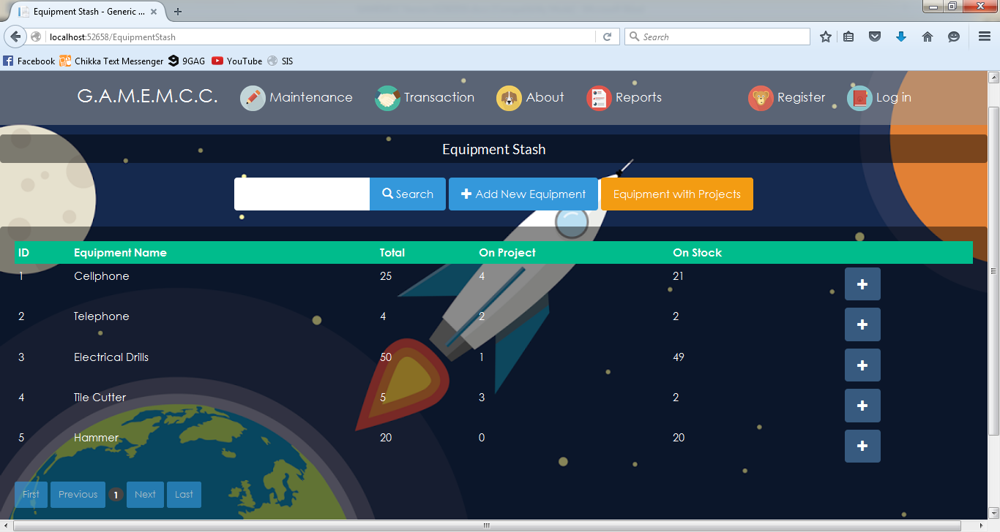 Equipment Stash - Generic ...
localhost:52658/EquipmentStash
Search
Facebook Chikka Text Messenger 9GAG YouTube SIS
G.A.M.E.M.C.C. Maintenance Transaction About Reports Register Log in
Equipment Stash
Search Add New Equipment Equipment with Projects
ID Equipment Name Total On Project On Stock
1 Cellphone 25 4 21
2 Telephone 4 2 2
3 Electrical Drills 50 1 49
4 Tile Cutter 5 3 2
5 Hammer 20 0 20
First Previous 1 Next Last